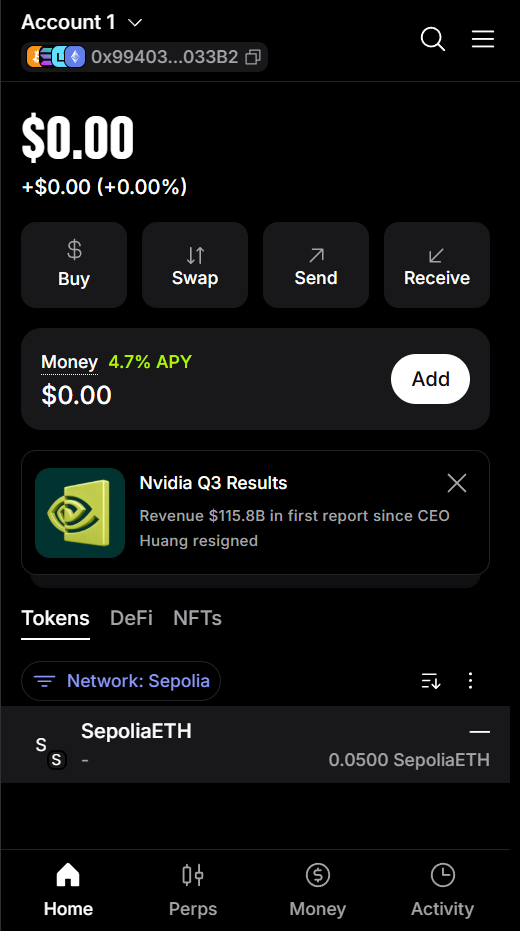 Account 1
0x99403...033B2
$0.00
+$0.00 (+0.00%)
Buy
Swap
Send
Receive
Money 4.7% APY
$0.00
Add
Nvidia Q3 Results
Revenue $115.8B in first report since CEO
Huang resigned
Tokens DeFi NFTs
Network: Sepolia
S
S
SepoliaETH —
- 0.0500 SepoliaETH
Home
Perps
Money
Activity